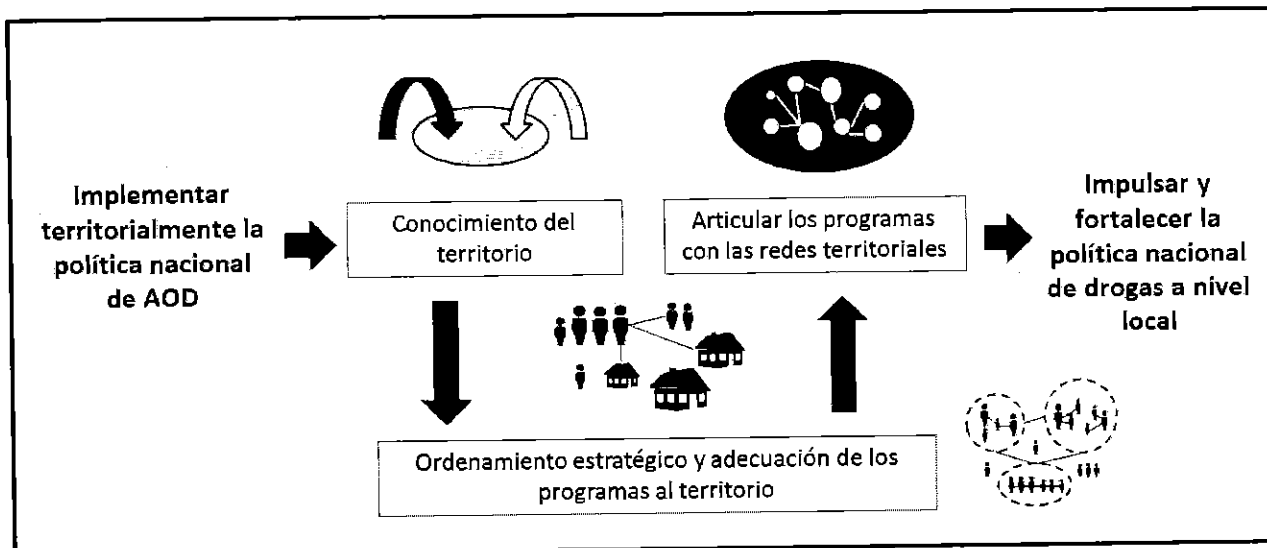 Implementar
territorialmente la
política nacional
de AOD
Conocimiento del
territorio
Articular los programas
con las redes territoriales
Impulsar y
fortalecer la
política nacional
de drogas a nivel
local
Ordenamiento estratégico y adecuación de los
programas al territorio